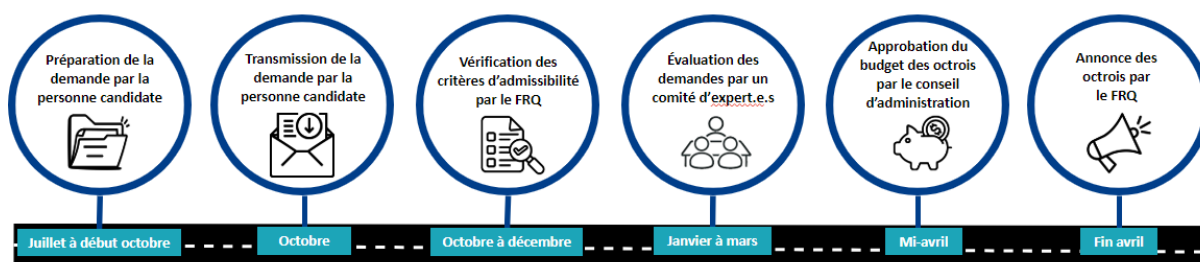 Préparation de la
demande par la
personne candidate
Transmission de la
demande par la
personne candidate
Vérification des
critères d'admissibilité
par le FRQ
Évaluation des
demandes par un
comité d'expert.e.s
Approbation du
budget des octrois
par le conseil
d'administration
Annonce des
octrois par
le FRQ
Juillet à début octobre
Octobre
Octobre à décembre
Janvier à mars
Mi-avril
Fin avril